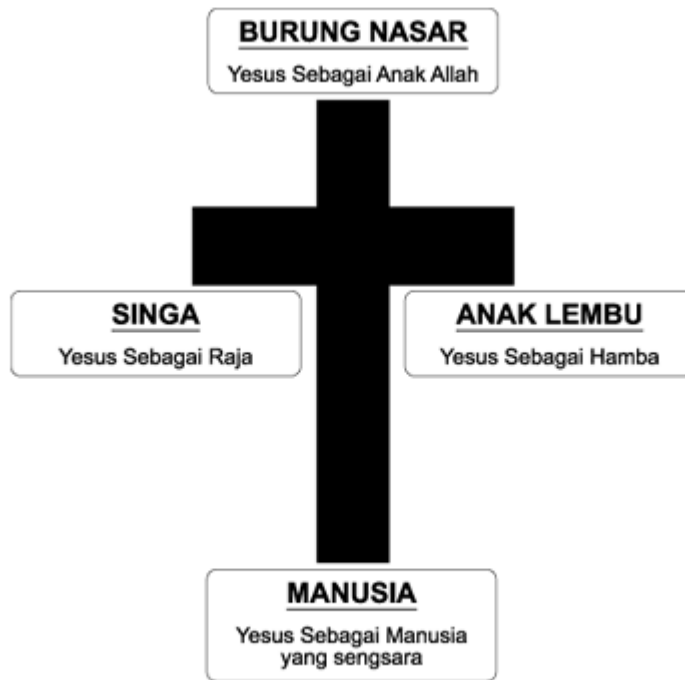 BURUNG NASAR
Yesus Sebagai Anak Allah
SINGA
Yesus Sebagai Raja
ANAK LEMBU
Yesus Sebagai Hamba
MANUSIA
Yesus Sebagai Manusia
yang sengsara